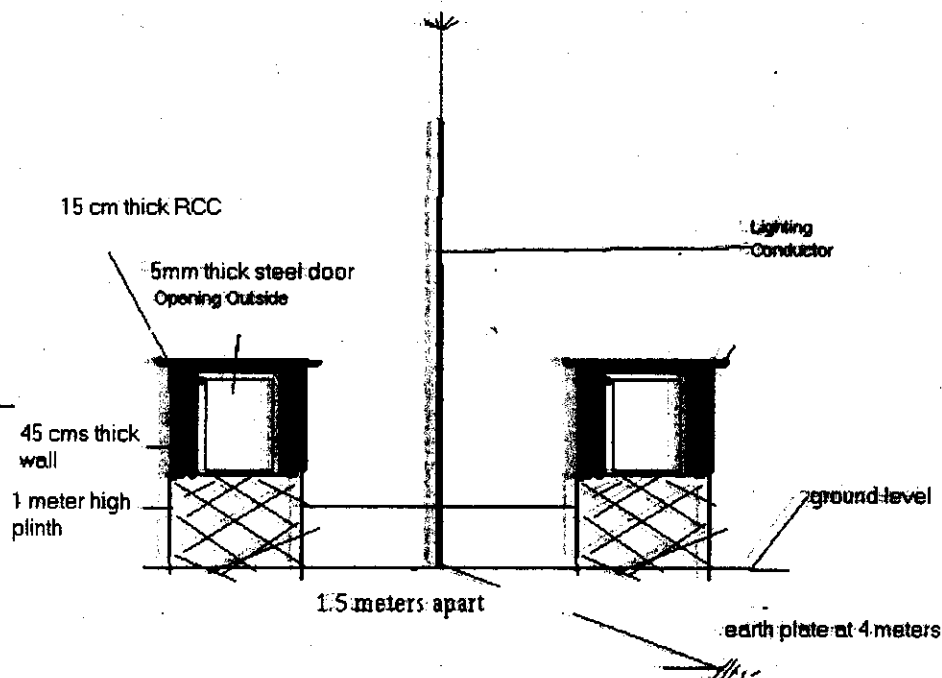 15 cm thick RCC
Lighting
Conductor
5mm thick steel door
Opening Outside
45 cms thick
wall
1 meter high
plinth
ground level
1.5 meters apart
earth plate at 4 meters